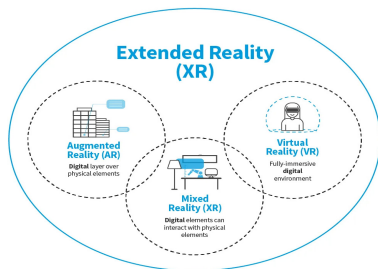 Extended Reality
(XR)
Augmented
Reality (AR)
Digital layer over
physical elements
Mixed
Reality (XR)
Digital elements can
interact with physical
elements
Virtual
Reality (VR)
Fully-immersive
digital
environment